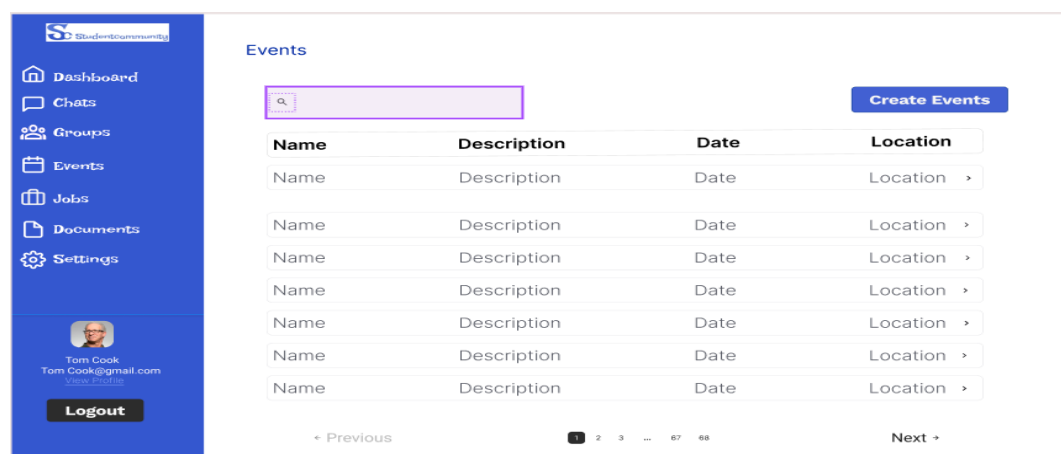 Sc Studentcommunity
Dashboard
Chats
Groups
Events
Jobs
Documents
Settings
Tom Cook
Tom Cook@gmail.com
View Profile
Logout
Events
Create Events
Name Description Date Location
Name Description Date Location >
Name Description Date Location >
Name Description Date Location >
Name Description Date Location >
Name Description Date Location >
Name Description Date Location >
Name Description Date Location >
← Previous 1 2 3 ... 67 68 Next →